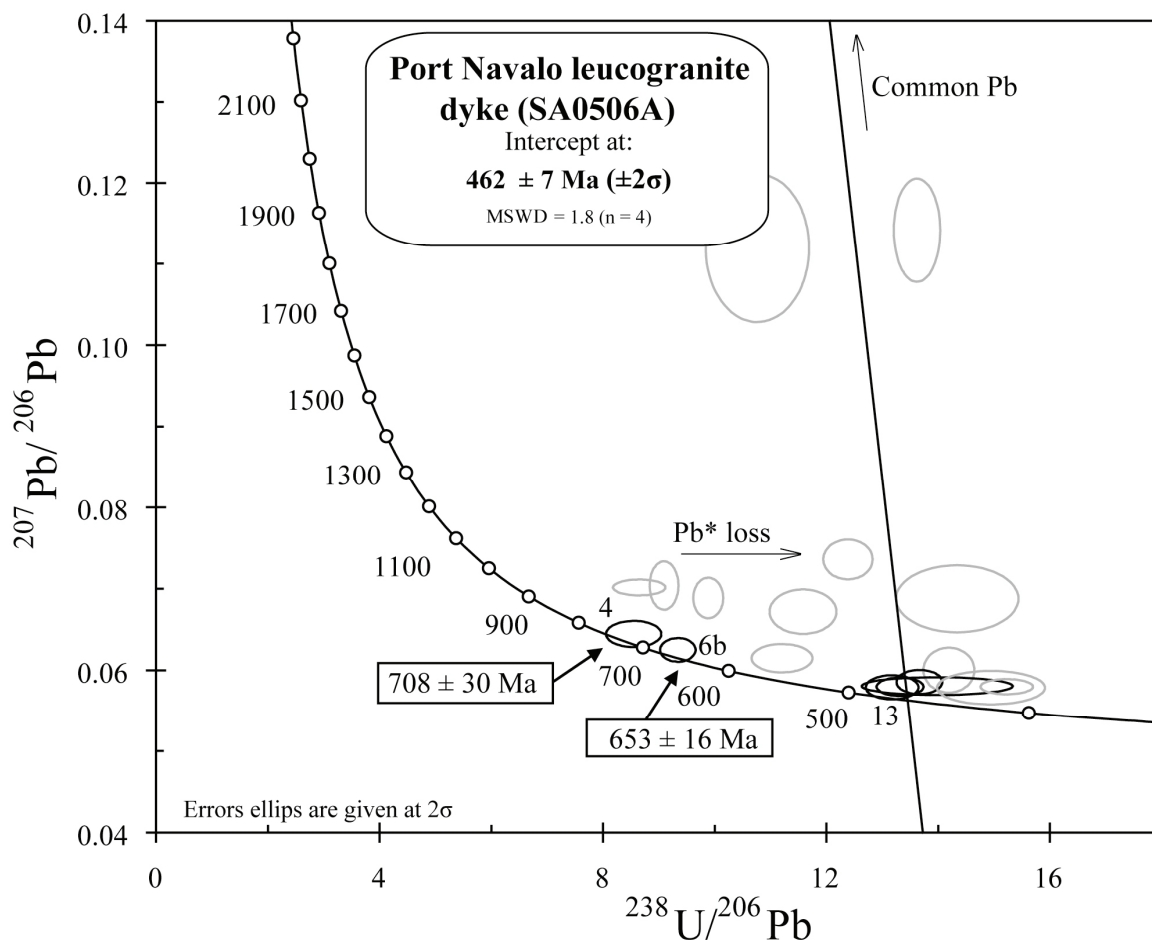 0.14
0.12
0.10
0.08
0.06
0.04
207Pb/ 206Pb
Port Navalo leucogranite
dyke (SA0506A)
Intercept at:
462 ± 7 Ma (±2σ)
MSWD = 1.8 (n = 4)
Common Pb
2100
1900
1700
1500
1300
1100
900
700
600
500
Pb* loss
4
6b
13
708 ± 30 Ma
653 ± 16 Ma
Errors ellips are given at 2σ
0
4
8
12
16
238U/206Pb